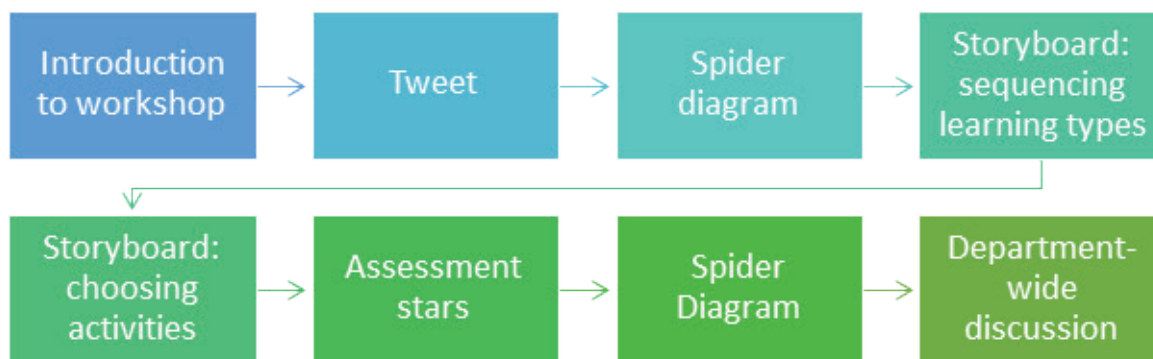 Introduction
to workshop
Tweet
Spider
diagram
Storyboard:
sequencing
learning types
Storyboard:
choosing
activities
Assessment
stars
Spider
Diagram
Department-
wide
discussion